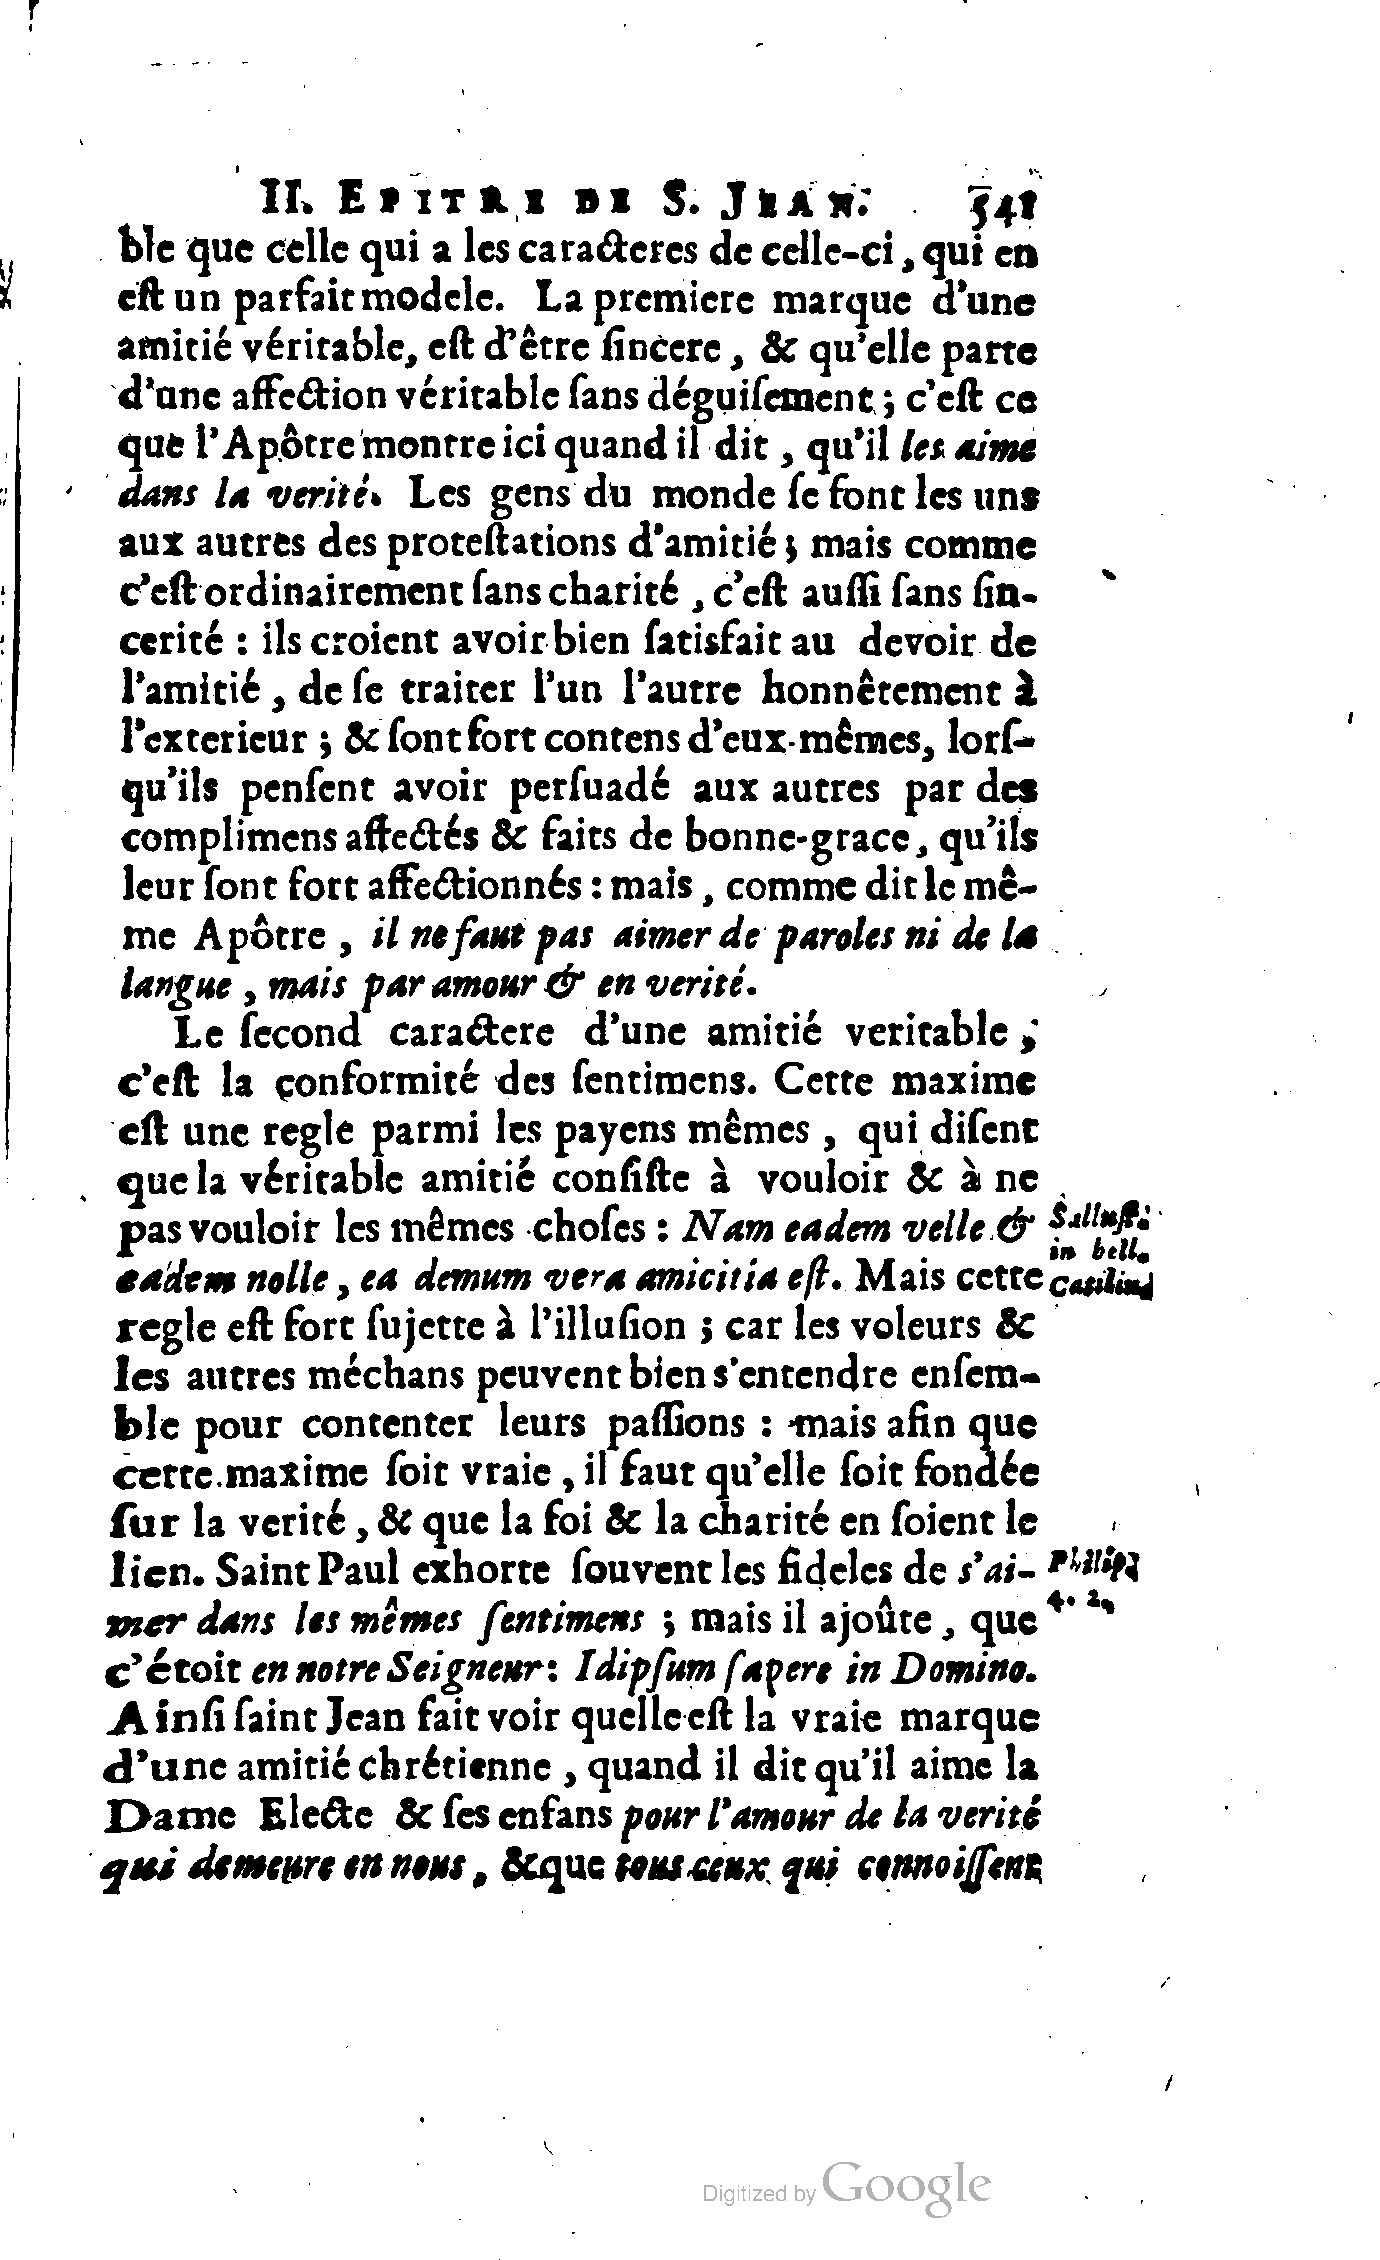 II. EPITRE DE S. JEAN. 541
ble que celle qui a les caracteres de celle-ci, qui en
eſt un parfait modele. La premiere marque d'une
amitié véritable, eſt d'être ſincere, & qu'elle parte
d'une affection véritable ſans déguiſement; c'eſt ce
que l'Apôtre montre ici quand il dit, qu'il les aime
dans la verité. Les gens du monde ſe font les uns
aux autres des proteſtations d'amitié; mais comme
c'eſt ordinairement ſans charité, c'eſt auſſi ſans ſin-
cerité : ils croient avoir bien ſatisfait au devoir de
l'amitié, de ſe traiter l'un l'autre honnêtement à
l'exterieur; & ſont fort contens d'eux-mêmes, lorſ-
qu'ils penſent avoir perſuadé aux autres par des
complimens affectés & faits de bonne-grace, qu'ils
leur ſont fort affectionnés : mais, comme dit le mê-
me Apôtre, il ne faut pas aimer de paroles ni de la
langue, mais par amour & en verité.
Le ſecond caractere d'une amitié veritable,
c'eſt la conformité des ſentimens. Cette maxime
eſt une regle parmi les payens mêmes, qui diſent
que la véritable amitié conſiſte à vouloir & à ne
pas vouloir les mêmes choſes : Nam eadem velle &
eadem nolle, ea demum vera amicitia eſt. Mais cette
regle eſt fort ſujette à l'illuſion; car les voleurs &
les autres méchans peuvent bien s'entendre enſem-
ble pour contenter leurs paſſions : mais afin que
cette maxime ſoit vraie, il faut qu'elle ſoit fondée
ſur la verité, & que la foi & la charité en ſoient le
lien. Saint Paul exhorte ſouvent les fideles de s'ai-
mer dans les mêmes ſentimens; mais il ajoûte, que
c'étoit en notre Seigneur: Idipſum ſapere in Domino.
Ainſi ſaint Jean fait voir quelle eſt la vraie marque
d'une amitié chrétienne, quand il dit qu'il aime la
Dame Electe & ſes enfans pour l'amour de la verité
qui demeure en nous, & que tous ceux qui connoiſſent
Salluſt.
in bell.
Catilin
Philip.
4. 2.
Digitized by Google